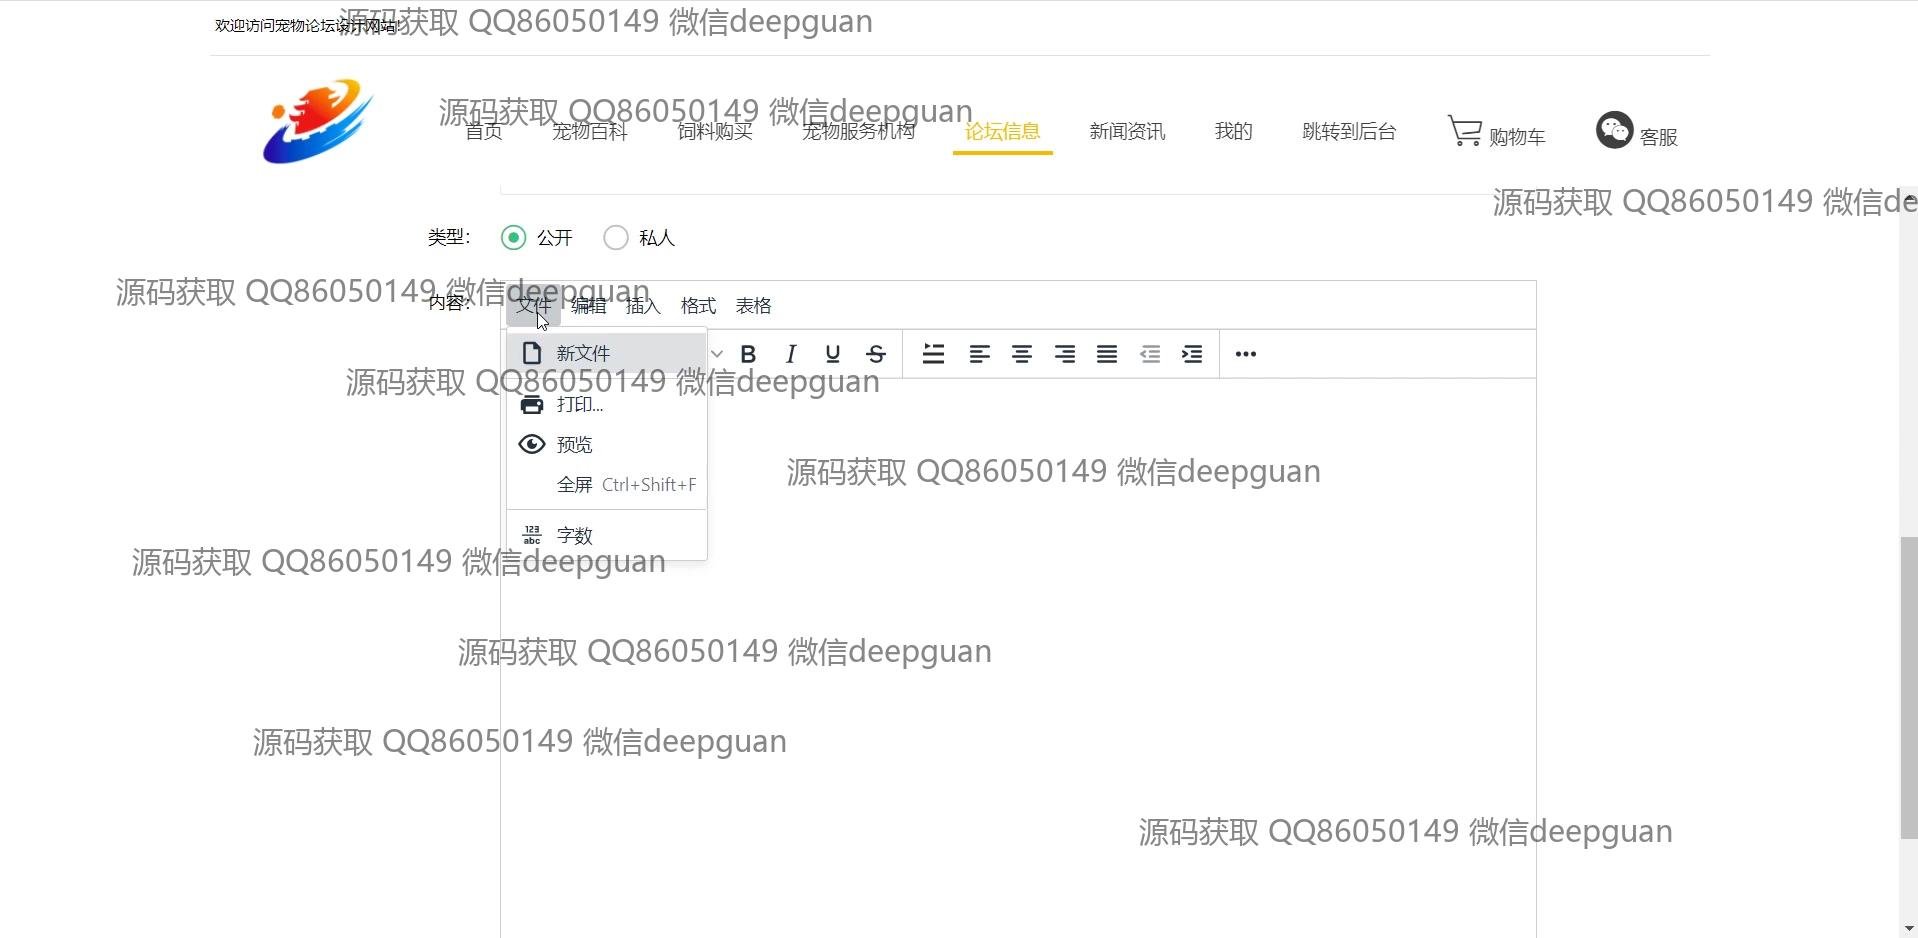 源码获取 QQ86050149 微信deepguan
欢迎访问宠物论坛设计网站!
源码获取 QQ86050149 微信deepguan
首页 宠物百科 饲料购买 宠物服务机构 论坛信息 新闻资讯 我的 跳转到后台 购物车 客服
源码获取 QQ86050149 微信de
类型: 公开 私人
源码获取 QQ86050149 微信deepguan
内容: 文件 编辑 插入 格式 表格
新文件 B I U S
源码获取 QQ86050149 微信deepguan
打印...
预览
源码获取 QQ86050149 微信deepguan
全屏 Ctrl+Shift+F
123 abc 字数
源码获取 QQ86050149 微信deepguan
源码获取 QQ86050149 微信deepguan
源码获取 QQ86050149 微信deepguan
源码获取 QQ86050149 微信deepguan